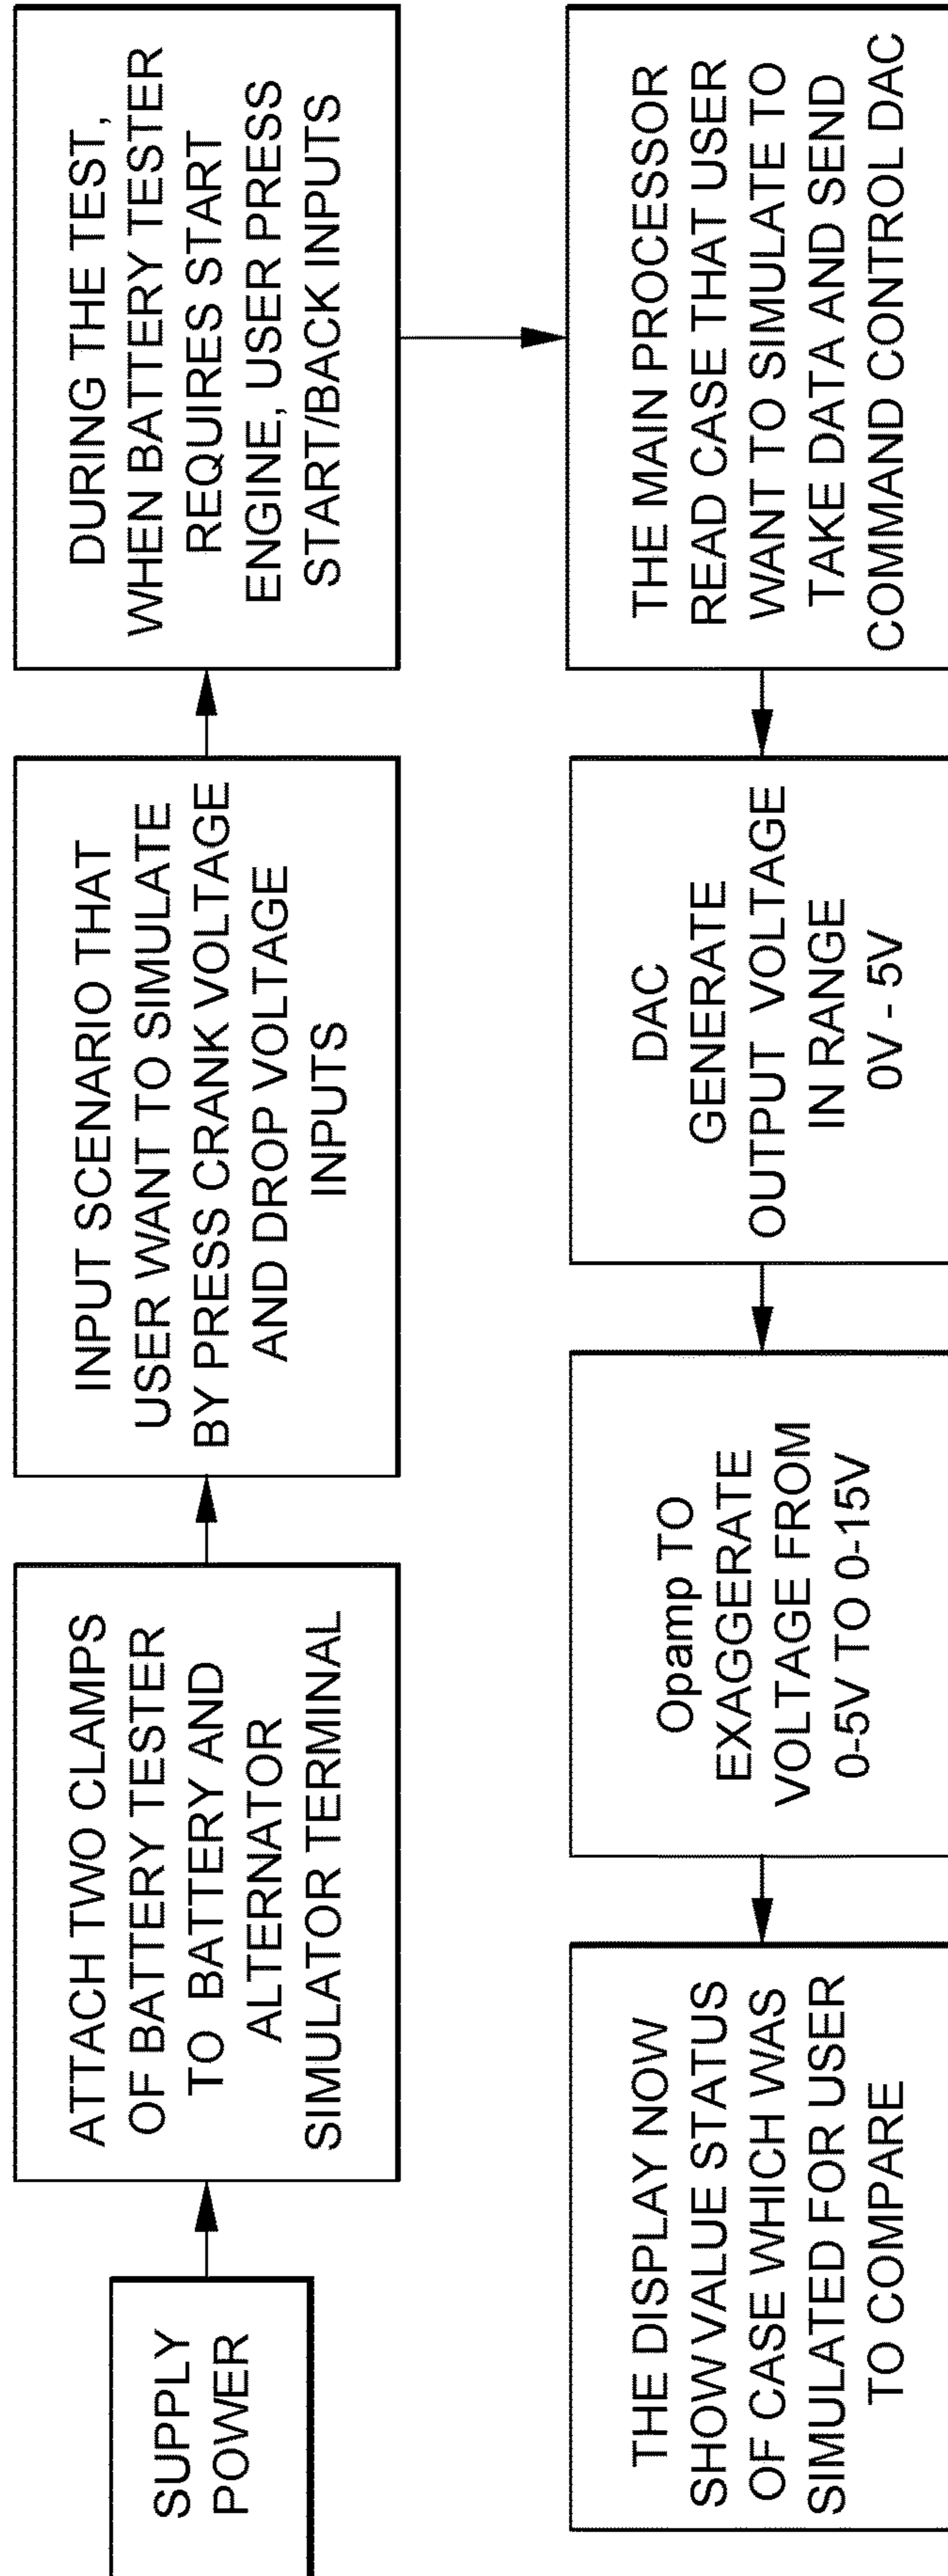 SUPPLY
POWER
ATTACH TWO CLAMPS
OF BATTERY TESTER
TO BATTERY AND
ALTERNATOR
SIMULATOR TERMINAL
INPUT SCENARIO THAT
USER WANT TO SIMULATE
BY PRESS CRANK VOLTAGE
AND DROP VOLTAGE
INPUTS
DURING THE TEST,
WHEN BATTERY TESTER
REQUIRES START
ENGINE, USER PRESS
START/BACK INPUTS
THE MAIN PROCESSOR
READ CASE THAT USER
WANT TO SIMULATE TO
TAKE DATA AND SEND
COMMAND CONTROL DAC
DAC
GENERATE
OUTPUT VOLTAGE
IN RANGE
0V - 5V
Opamp TO
EXAGGERATE
VOLTAGE FROM
0-5V TO 0-15V
THE DISPLAY NOW
SHOW VALUE STATUS
OF CASE WHICH WAS
SIMULATED FOR USER
TO COMPARE